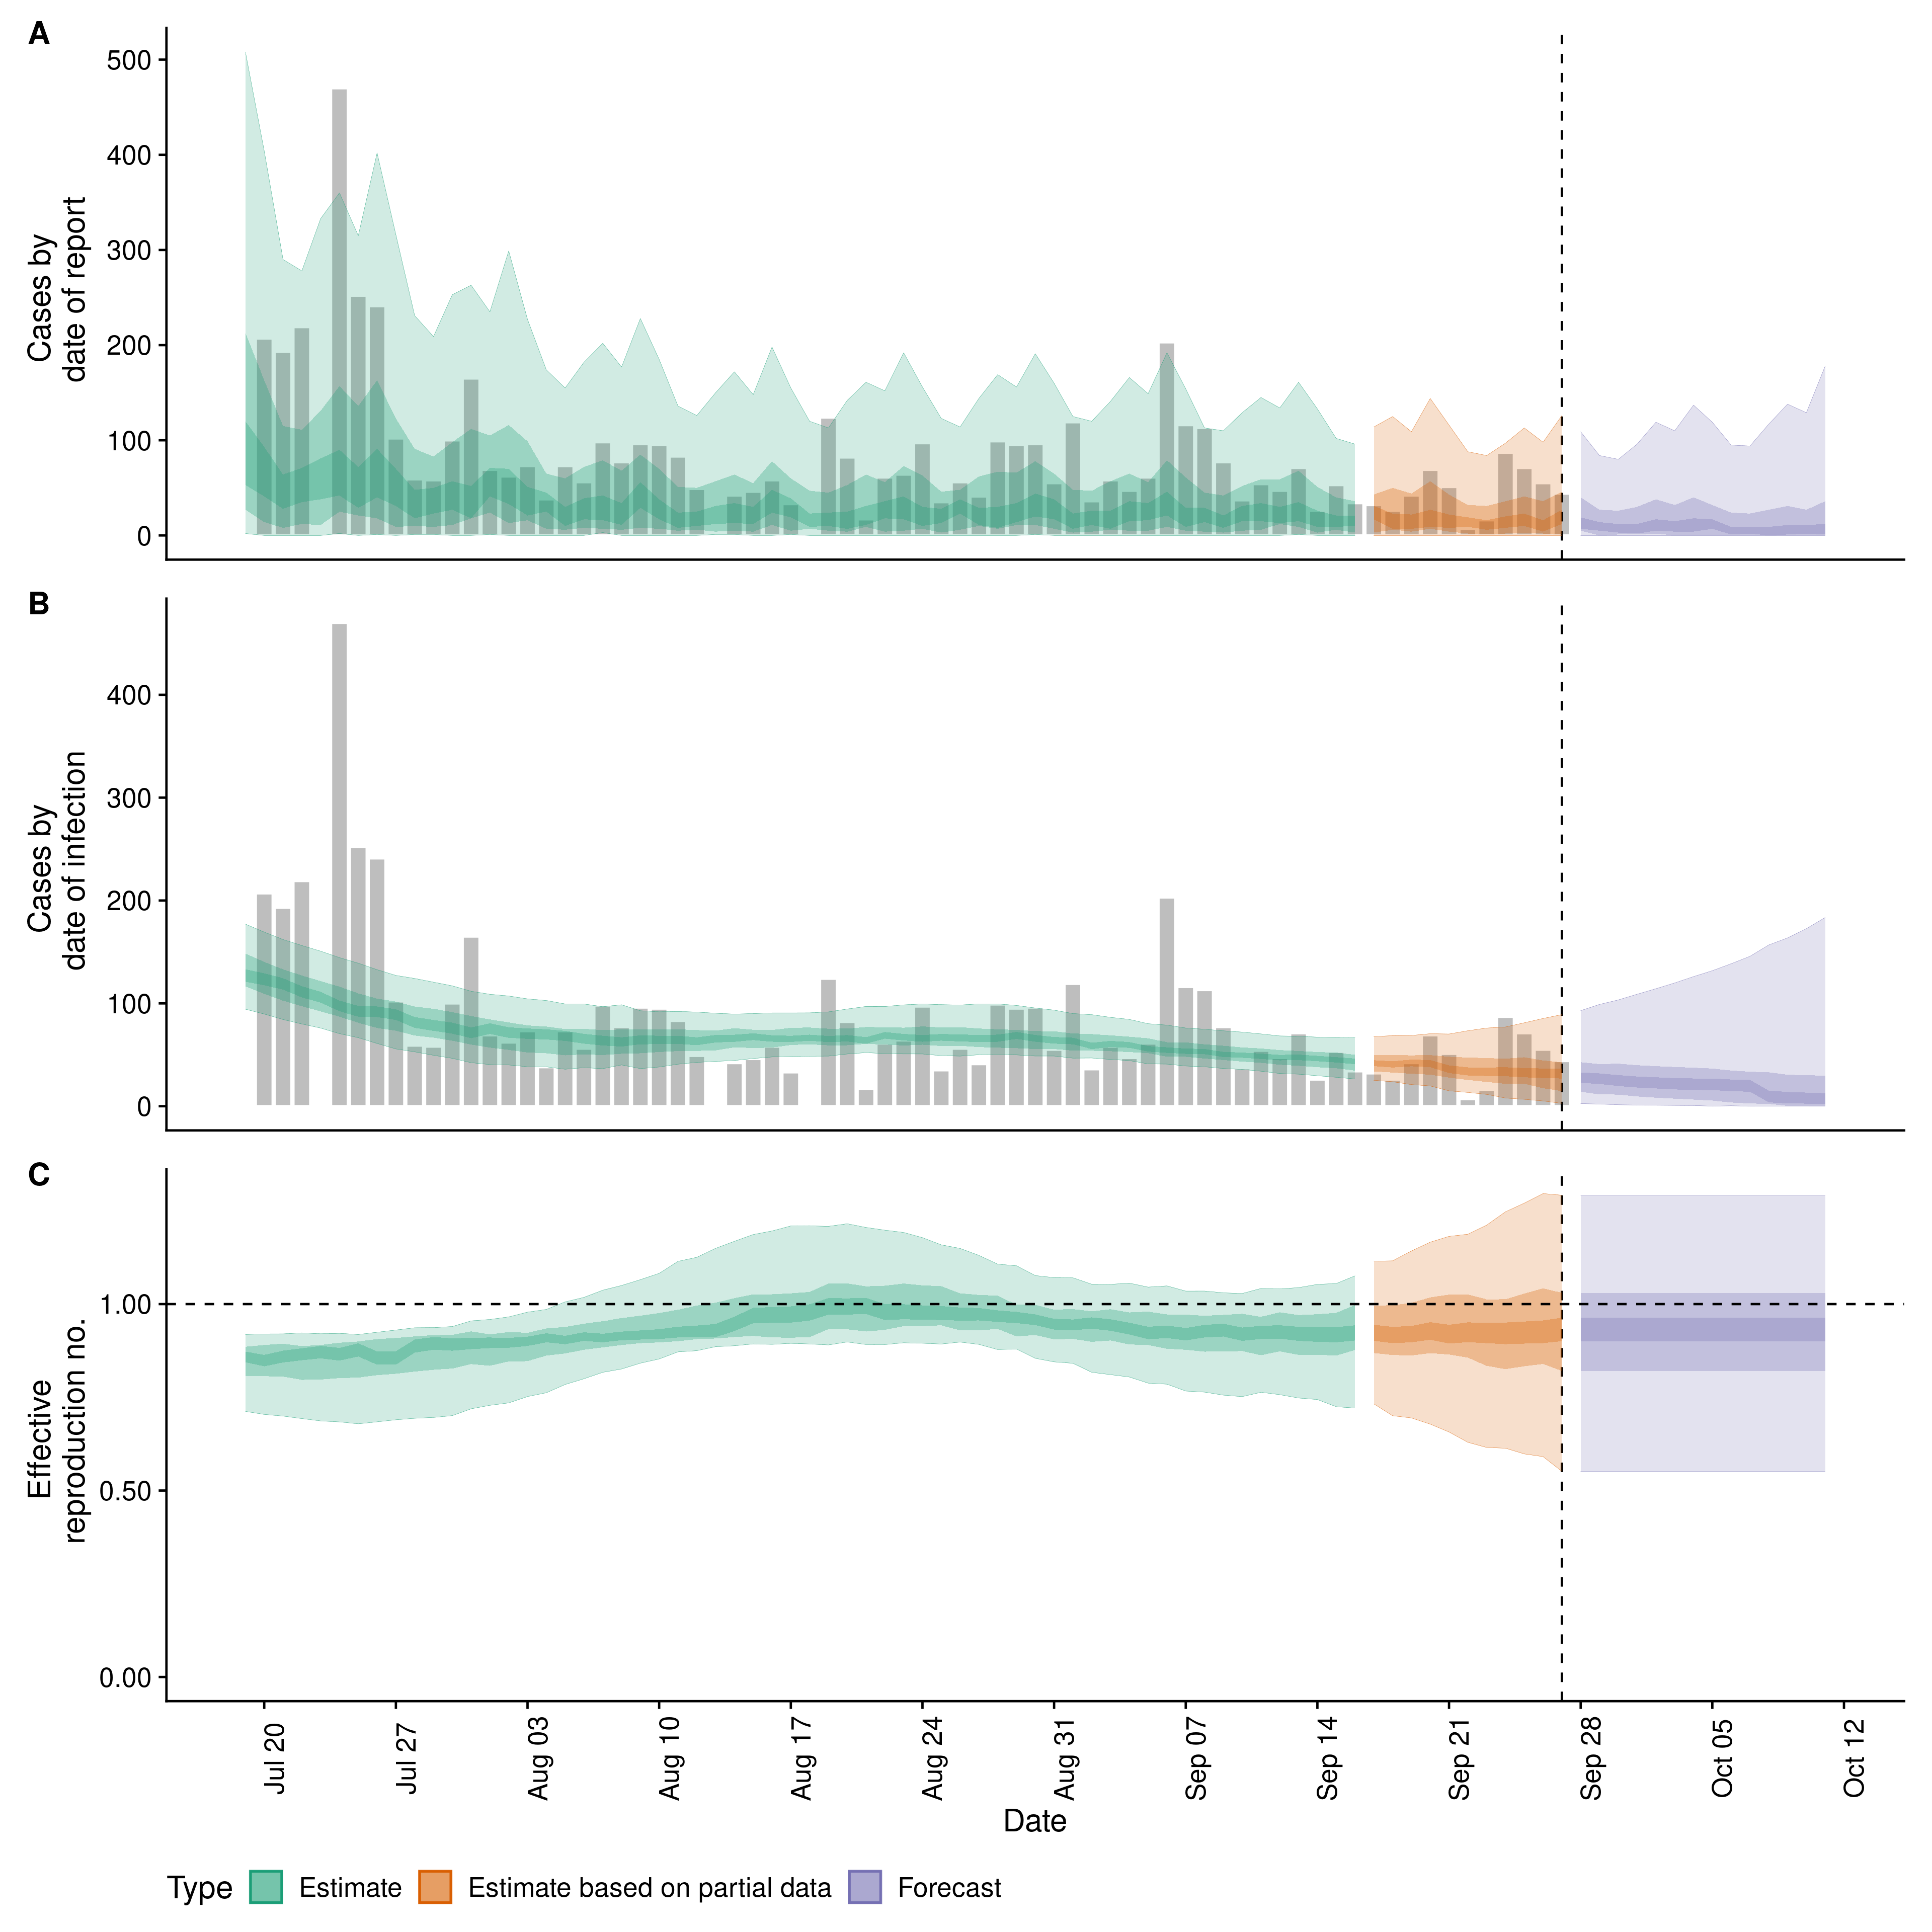 A
500
400
300
200
100
0
Cases by
date of report
B
400
300
200
100
0
Cases by
date of infection
C
1.00
0.50
0.00
Effective
reproduction no.
Jul 20
Jul 27
Aug 03
Aug 10
Aug 17
Aug 24
Aug 31
Sep 07
Sep 14
Sep 21
Sep 28
Oct 05
Oct 12
Date
Type Estimate Estimate based on partial data Forecast